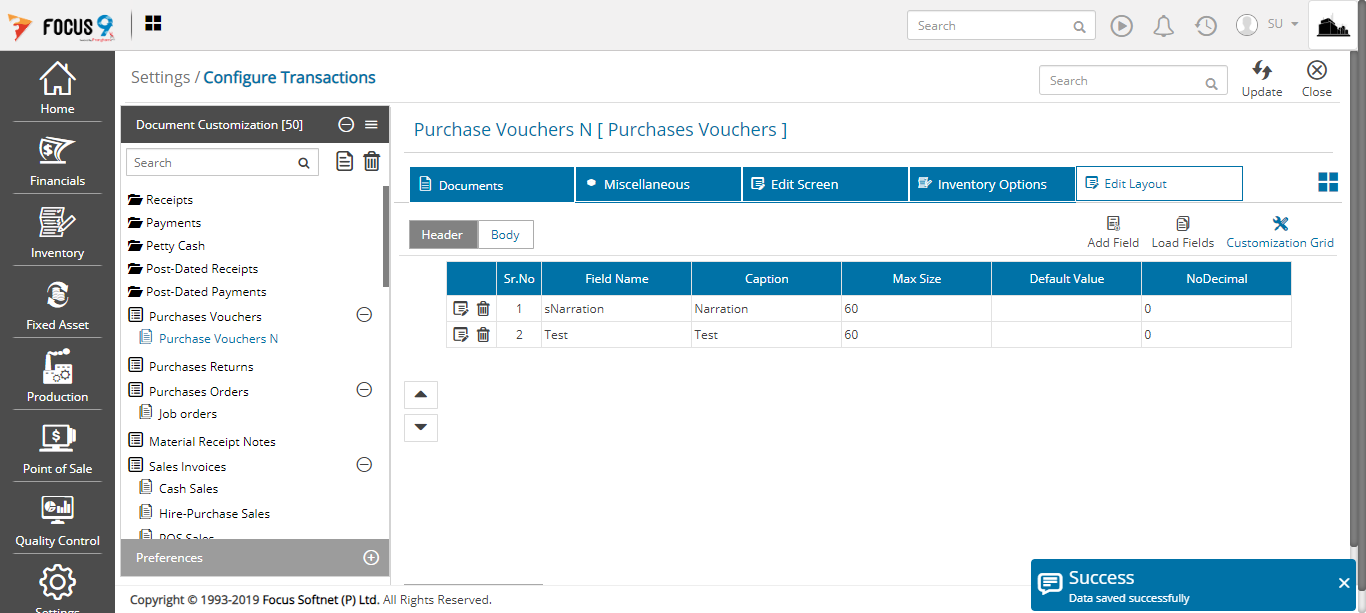 FOCUS 9
Search
SU
Settings / Configure Transactions
Search
Update
Close
Home
Financials
Inventory
Fixed Asset
Production
Point of Sale
Quality Control
Settings
Document Customization [50]
Search
Receipts
Payments
Petty Cash
Post-Dated Receipts
Post-Dated Payments
Purchases Vouchers
Purchase Vouchers N
Purchases Returns
Purchases Orders
Job orders
Material Receipt Notes
Sales Invoices
Cash Sales
Hire-Purchase Sales
POS Sales
Preferences
Purchase Vouchers N [ Purchases Vouchers ]
Documents
Miscellaneous
Edit Screen
Inventory Options
Edit Layout
Header
Body
Add Field
Load Fields
Customization Grid
Sr.No Field Name Caption Max Size Default Value NoDecimal
1 sNarration Narration 60 0
2 Test Test 60 0
Copyright © 1993-2019 Focus Softnet (P) Ltd. All Rights Reserved.
Success
Data saved successfully